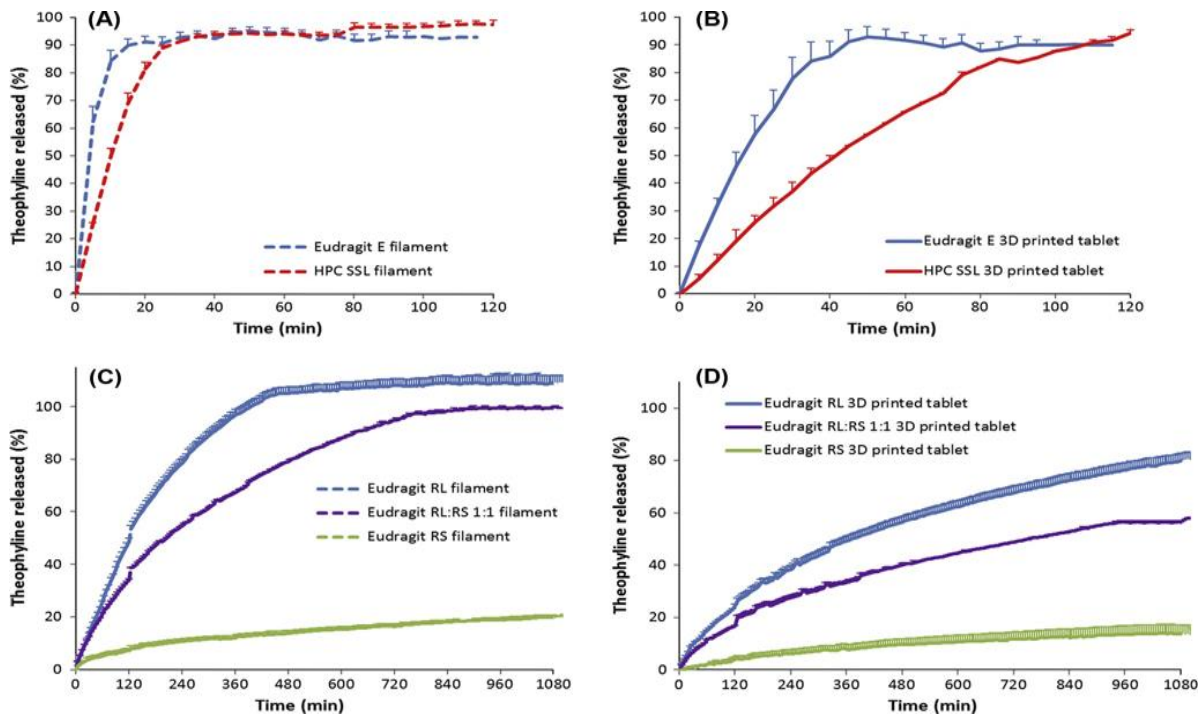 (A)
Theophyline released (%)
100
90
80
70
60
50
40
30
20
10
0
Eudragit E filament
HPC SSL filament
0 20 40 60 80 100 120
Time (min)
(B)
Theophyline released (%)
100
90
80
70
60
50
40
30
20
10
0
Eudragit E 3D printed tablet
HPC SSL 3D printed tablet
0 20 40 60 80 100 120
Time (min)
(C)
Theophyline released (%)
100
80
60
40
20
0
Eudragit RL filament
Eudragit RL:RS 1:1 filament
Eudragit RS filament
0 120 240 360 480 600 720 840 960 1080
Time (min)
(D)
Theophyline released (%)
100
80
60
40
20
0
Eudragit RL 3D printed tablet
Eudragit RL:RS 1:1 3D printed tablet
Eudragit RS 3D printed tablet
0 120 240 360 480 600 720 840 960 1080
Time (min)